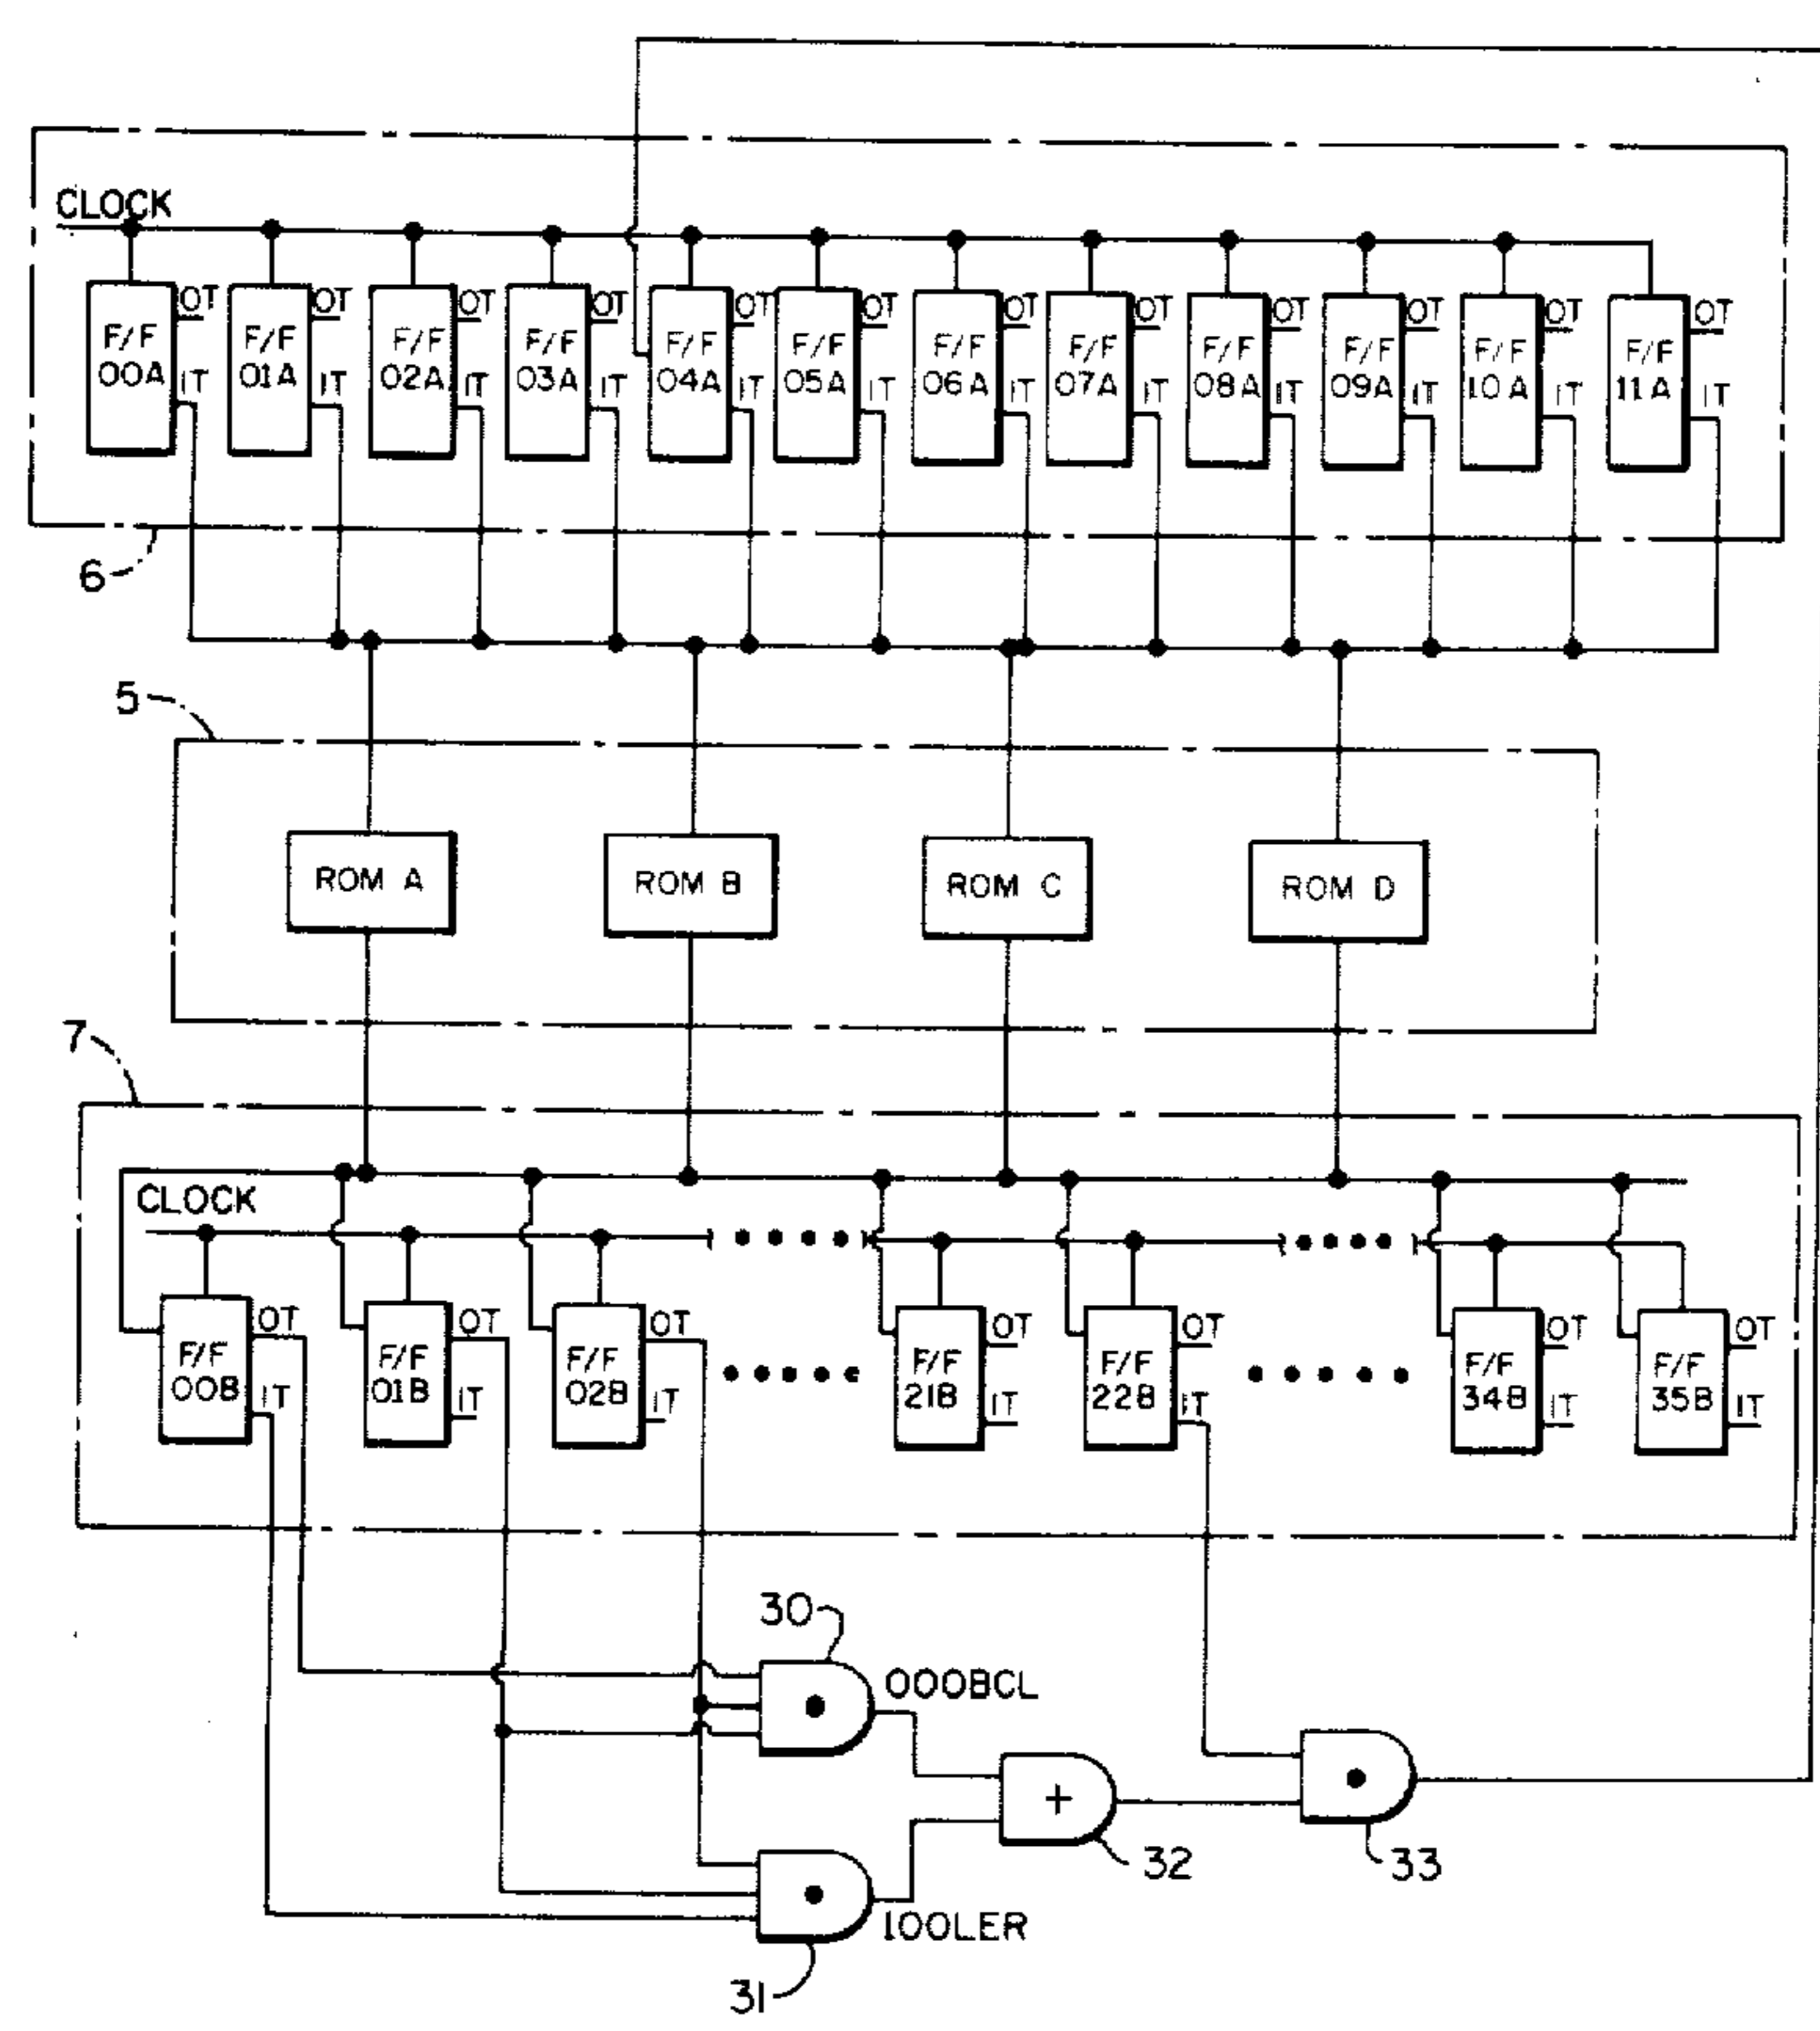 CLOCK
OT OT OT OT OT OT OT OT OT OT OT OT
F/F F/F F/F F/F F/F F/F F/F F/F F/F F/F F/F F/F
00A 01A 02A 03A 04A 05A 06A 07A 08A 09A 10A 11A
IT IT IT IT IT IT IT IT IT IT IT IT
6
5
ROM A ROM B ROM C ROM D
7
CLOCK
OT OT OT OT OT OT OT
F/F F/F F/F F/F F/F F/F F/F
00B 01B 02B 21B 22B 34B 35B
IT IT IT IT IT IT IT
30
000BCL
+
32
33
100LER
31